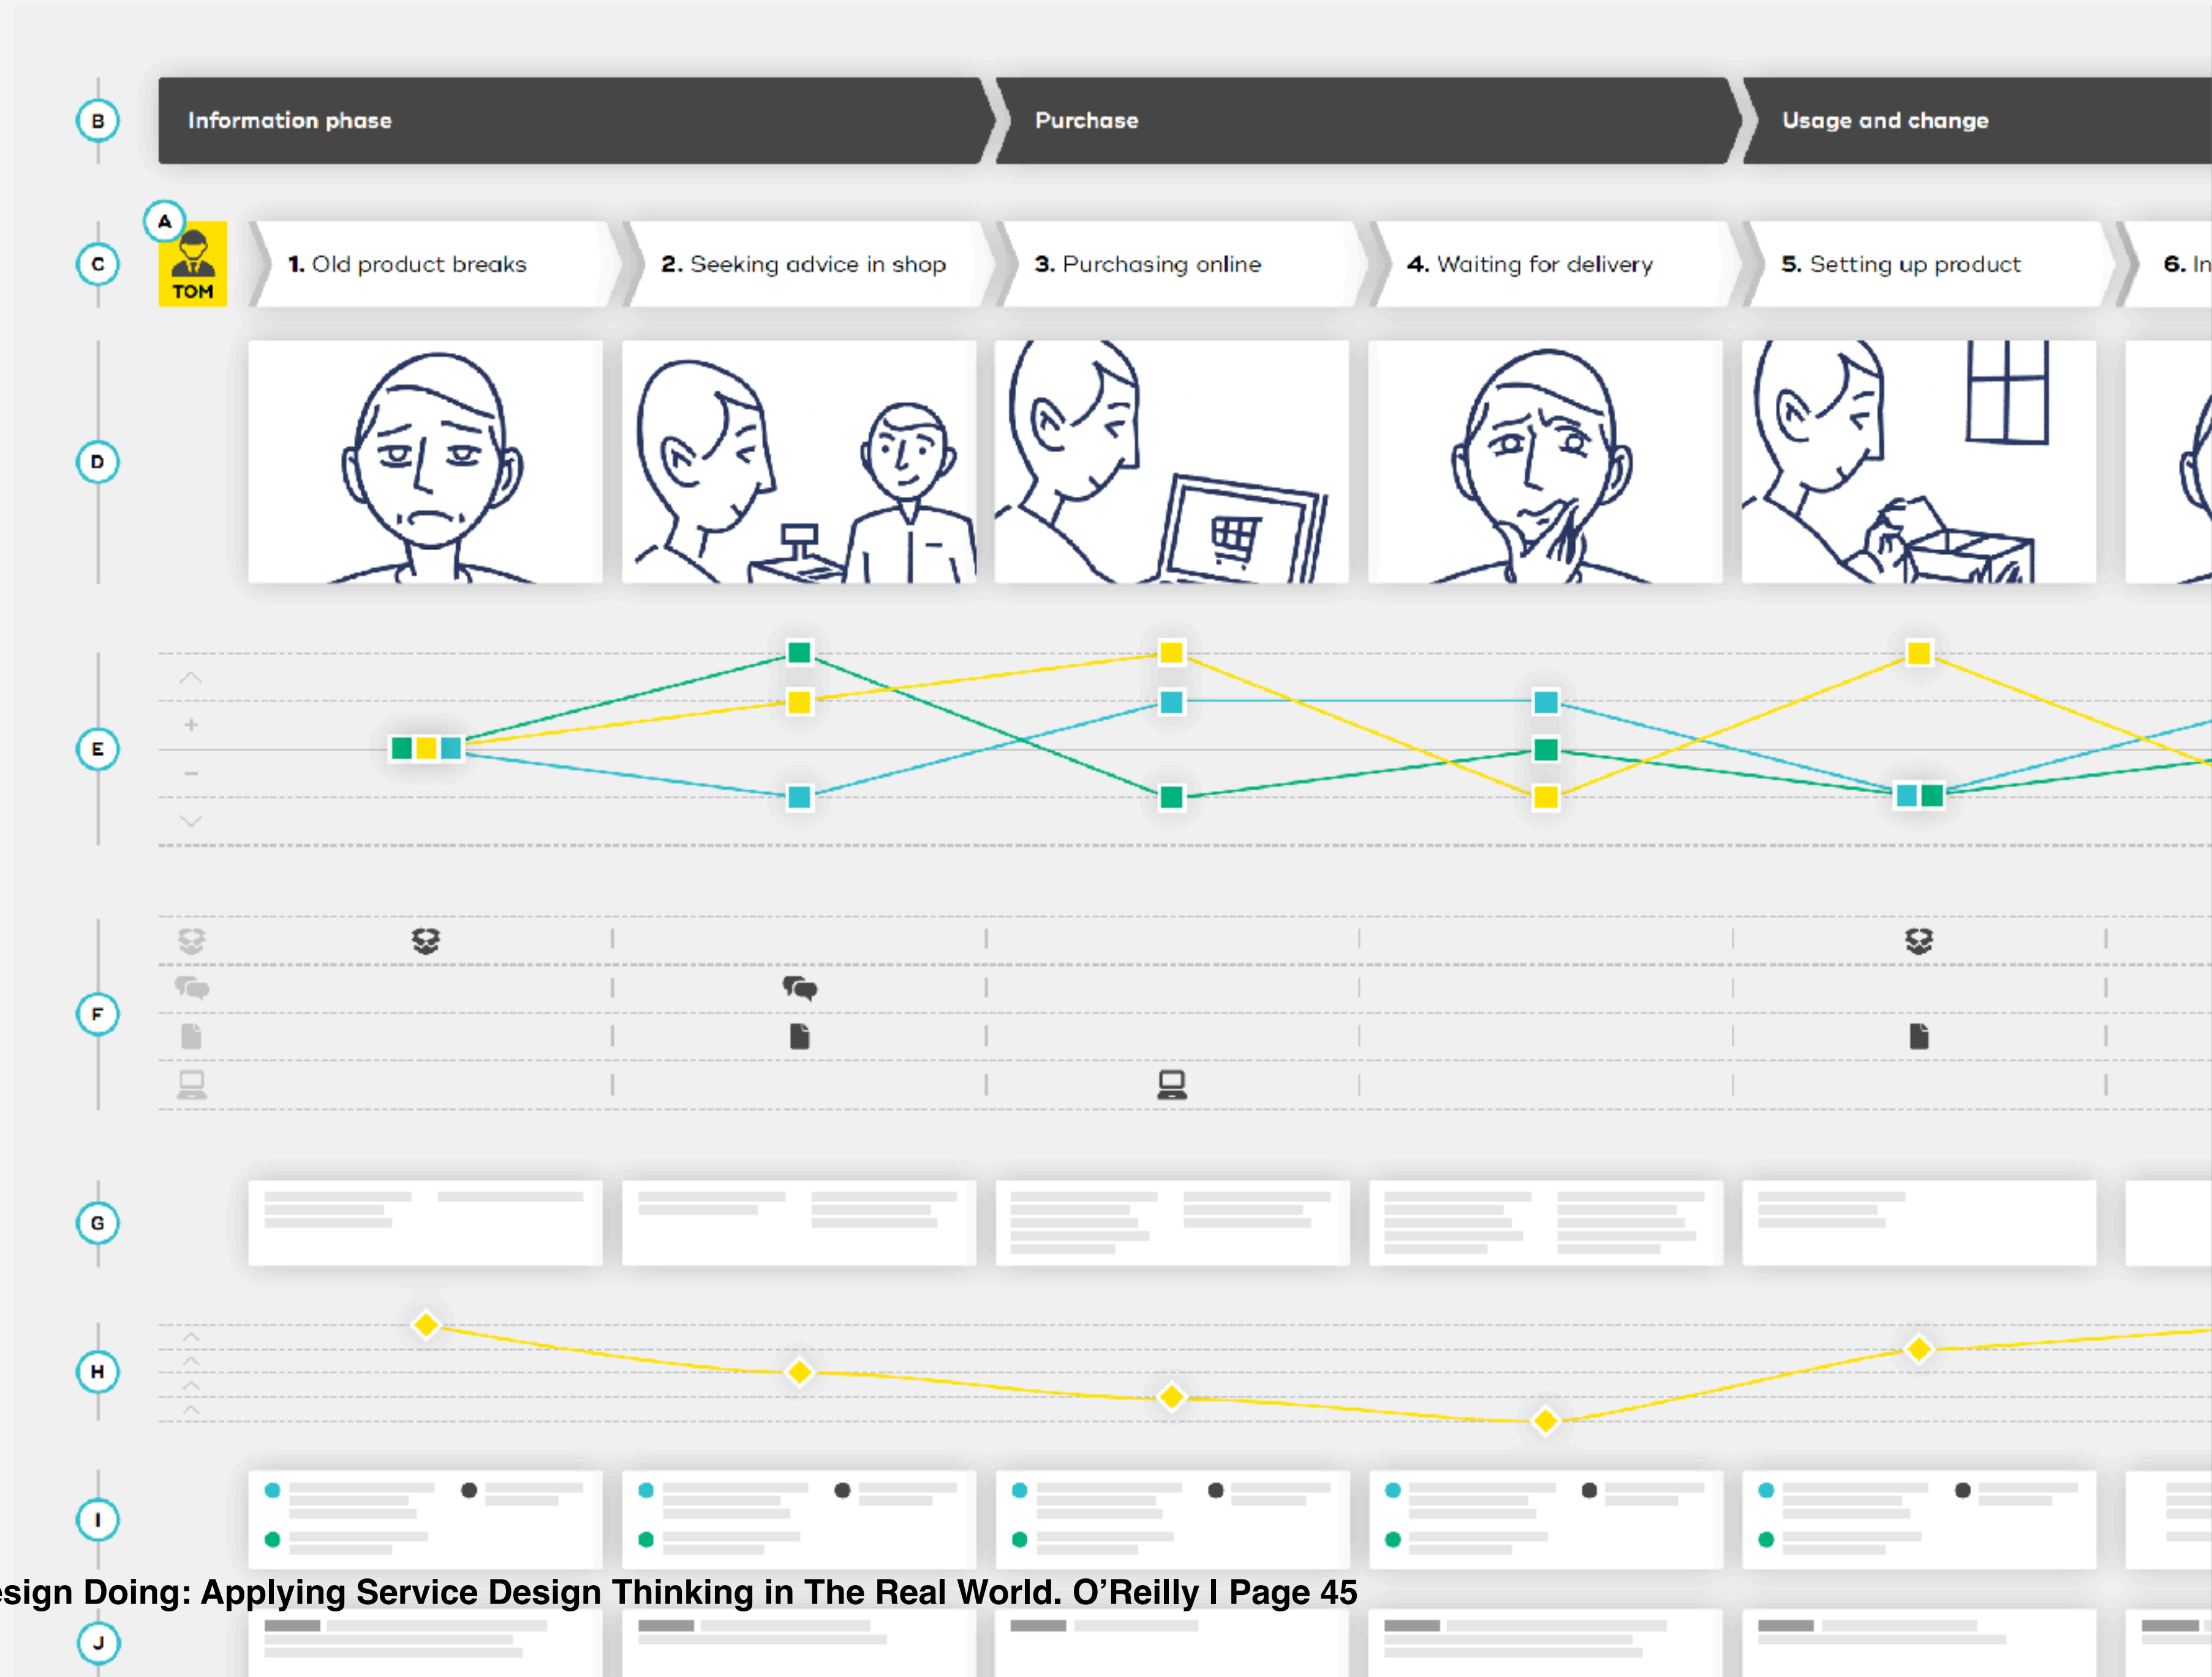 B
Information phase
Purchase
Usage and change
A
C
TOM
1. Old product breaks
2. Seeking advice in shop
3. Purchasing online
4. Waiting for delivery
5. Setting up product
6. In
D
E
+
−
F
G
H
I
esign Doing: Applying Service Design Thinking in The Real World. O’Reilly I Page 45
J